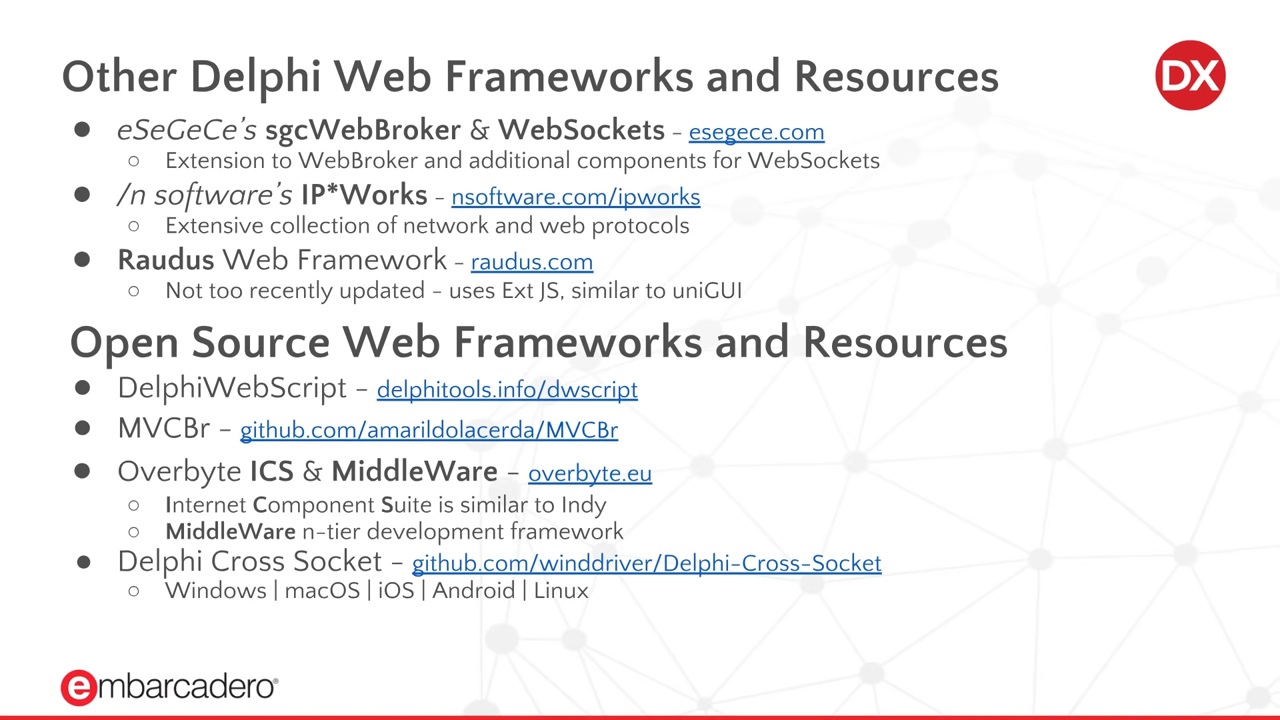 Other Delphi Web Frameworks and Resources
DX
● eSeGeCe's sgcWebBroker & WebSockets - esegece.com
○ Extension to WebBroker and additional components for WebSockets
● /n software's IP*Works - nsoftware.com/ipworks
○ Extensive collection of network and web protocols
● Raudus Web Framework - raudus.com
○ Not too recently updated - uses Ext JS, similar to uniGUI
Open Source Web Frameworks and Resources
● DelphiWebScript – delphitools.info/dwscript
● MVCBr – github.com/amarildolacerda/MVCBr
● Overbyte ICS & MiddleWare – overbyte.eu
○ Internet Component Suite is similar to Indy
○ MiddleWare n-tier development framework
● Delphi Cross Socket – github.com/winddriver/Delphi-Cross-Socket
○ Windows | macOS | iOS | Android | Linux
embarcadero®